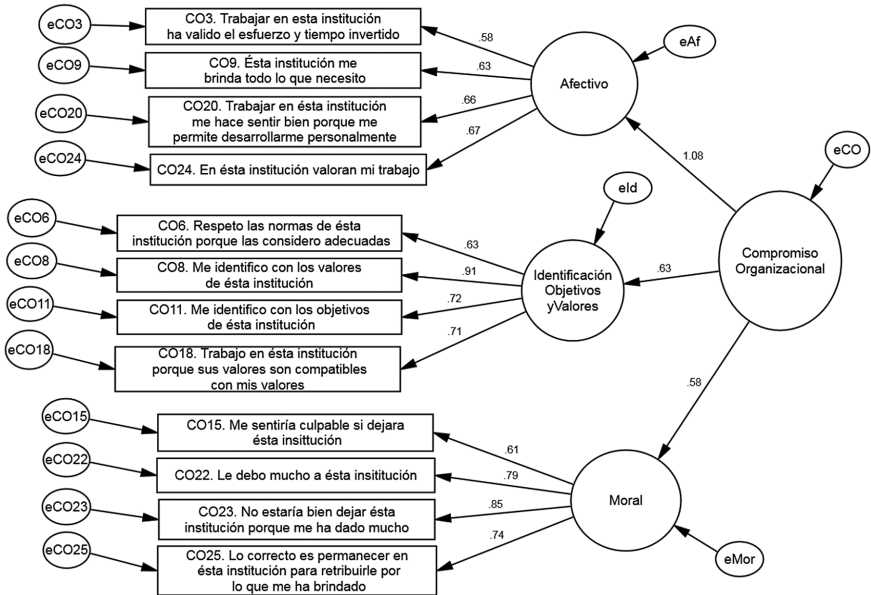 eCO3
CO3. Trabajar en esta institución
ha valido el esfuerzo y tiempo invertido
.58
eAf
eCO9
CO9. Ésta institución me
brinda todo lo que necesito
.63
Afectivo
eCO20
CO20. Trabajar en ésta institución
me hace sentir bien porque me
permite desarrollarme personalmente
.66
eCO24
CO24. En ésta institución valoran mi trabajo
.67
1.08
eCO
eId
eCO6
CO6. Respeto las normas de ésta
institución porque las considero adecuadas
.63
eCO8
CO8. Me identifico con los valores
de ésta institución
.91
Identificación
Objetivos
yValores
.63
Compromiso
Organizacional
eCO11
CO11. Me identifico con los objetivos
de ésta institución
.72
eCO18
CO18. Trabajo en ésta institución
porque sus valores son compatibles
con mis valores
.71
.58
eCO15
CO15. Me sentiría culpable si dejara
ésta insittución
.61
eCO22
CO22. Le debo mucho a ésta insititución
.79
Moral
eCO23
CO23. No estaría bien dejar ésta
institución porque me ha dado mucho
.85
eCO25
CO25. Lo correcto es permanecer en
ésta institución para retribuirle por
lo que me ha brindado
.74
eMor